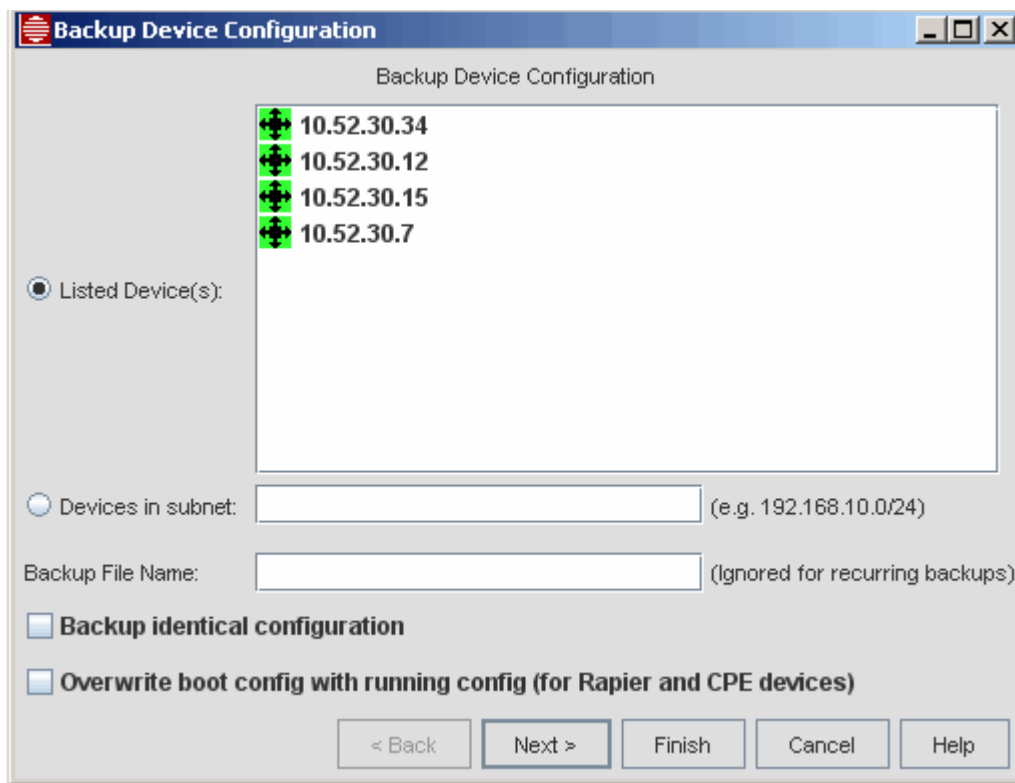 Backup Device Configuration
Backup Device Configuration
10.52.30.34
10.52.30.12
10.52.30.15
10.52.30.7
Listed Device(s):
Devices in subnet: (e.g. 192.168.10.0/24)
Backup File Name: (Ignored for recurring backups)
Backup identical configuration
Overwrite boot config with running config (for Rapier and CPE devices)
< Back Next > Finish Cancel Help